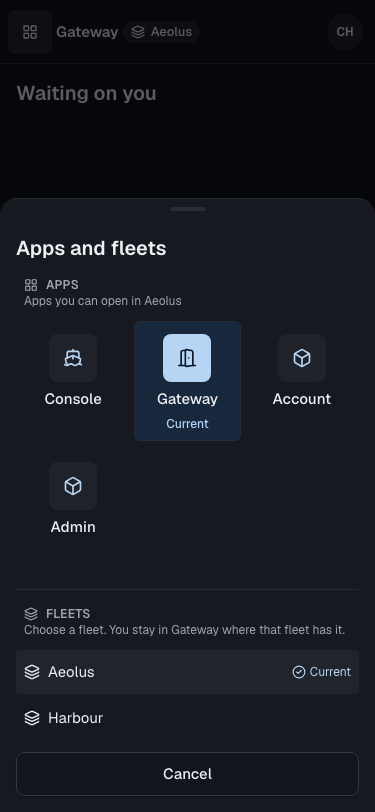 Gateway Aeolus CH
Waiting on you
Apps and fleets
APPS
Apps you can open in Aeolus
Console Gateway Account
Current
Admin
FLEETS
Choose a fleet. You stay in Gateway where that fleet has it.
Aeolus Current
Harbour
Cancel